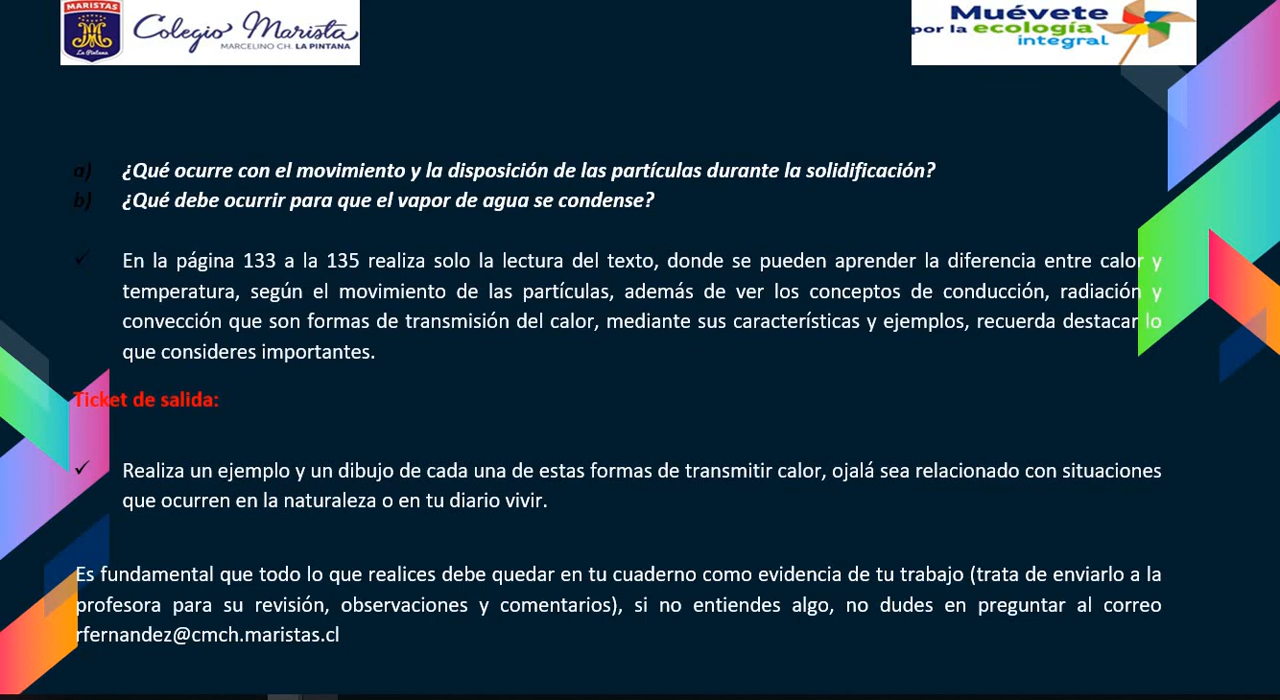 MARISTAS
La Pintana
Colegio Marista
MARCELINO CH. LA PINTANA
Muévete
por la ecología
integral
a) ¿Qué ocurre con el movimiento y la disposición de las partículas durante la solidificación?
b) ¿Qué debe ocurrir para que el vapor de agua se condense?
✓ En la página 133 a la 135 realiza solo la lectura del texto, donde se pueden aprender la diferencia entre calor y
temperatura, según el movimiento de las partículas, además de ver los conceptos de conducción, radiación y
convección que son formas de transmisión del calor, mediante sus características y ejemplos, recuerda destacar lo
que consideres importantes.
Ticket de salida:
✓ Realiza un ejemplo y un dibujo de cada una de estas formas de transmitir calor, ojalá sea relacionado con situaciones
que ocurren en la naturaleza o en tu diario vivir.
Es fundamental que todo lo que realices debe quedar en tu cuaderno como evidencia de tu trabajo (trata de enviarlo a la
profesora para su revisión, observaciones y comentarios), si no entiendes algo, no dudes en preguntar al correo
rfernandez@cmch.maristas.cl